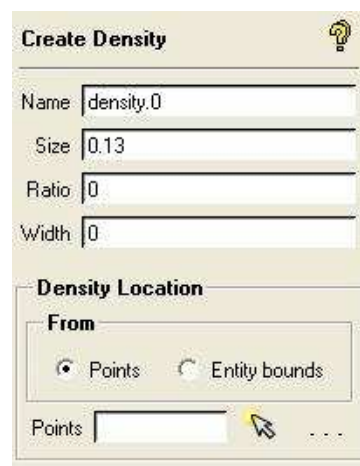 Create Density
Name density.0
Size 0.13
Ratio 0
Width 0
Density Location
From
Points Entity bounds
Points ...